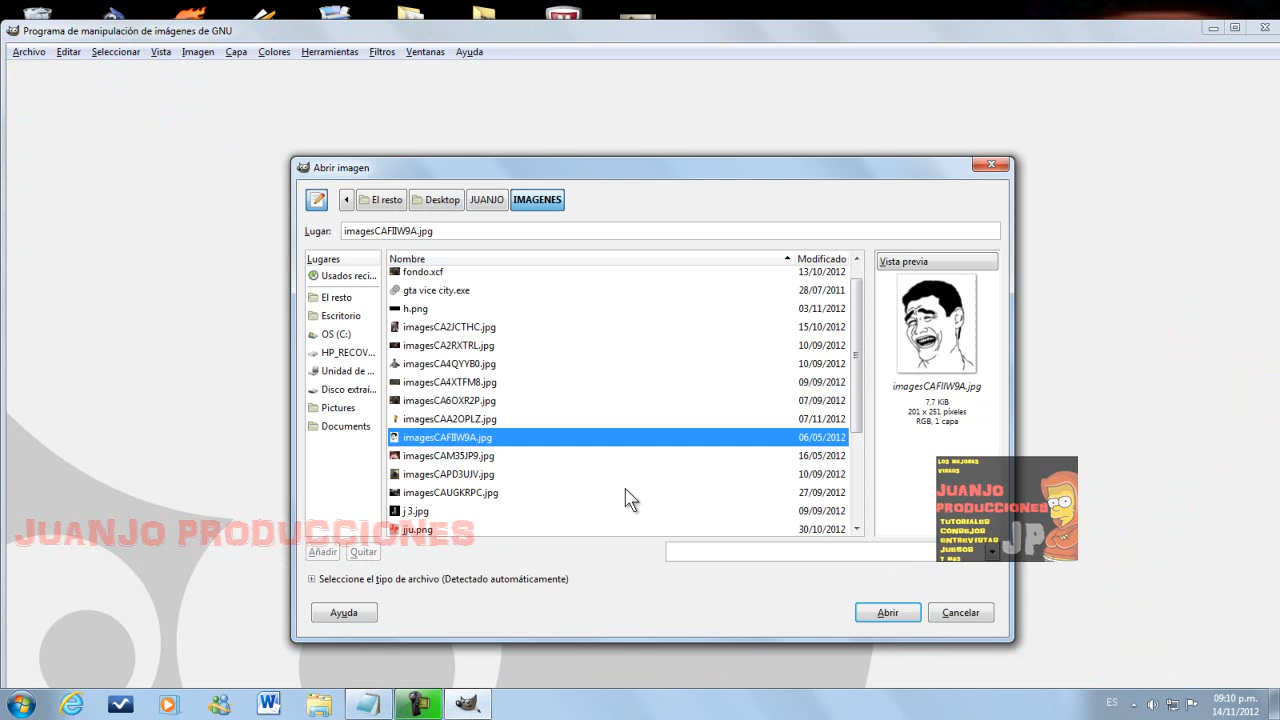 Programa de manipulación de imágenes de GNU
Archivo Editar Seleccionar Vista Imagen Capa Colores Herramientas Filtros Ventanas Ayuda
Abrir imagen
El resto Desktop JUANJO IMAGENES
Lugar: imagesCAFIIW9A.jpg
Lugares
Usados reci...
El resto
Escritorio
OS (C:)
HP_RECOV...
Unidad de ...
Disco extraí...
Pictures
Documents
Nombre Modificado
fondo.xcf 13/10/2012
gta vice city.exe 28/07/2011
h.png 03/11/2012
imagesCA2JCTHC.jpg 15/10/2012
imagesCA2RXTRL.jpg 10/09/2012
imagesCA4QYYB0.jpg 10/09/2012
imagesCA4XTFM8.jpg 09/09/2012
imagesCA6OXR2P.jpg 07/09/2012
imagesCAA2OPLZ.jpg 07/11/2012
imagesCAFIIW9A.jpg 06/05/2012
imagesCAM35JP9.jpg 16/05/2012
imagesCAPD3UJV.jpg 10/09/2012
imagesCAUGKRPC.jpg 27/09/2012
j 3.jpg 09/09/2012
jju.png 30/10/2012
Vista previa
imagesCAFIIW9A.jpg
7,7 KiB
201 x 251 píxeles
RGB, 1 capa
LOS MEJORES
VIDEOS
JUANJO
PRODUCCIONES
TUTORIALES
CONSEJOS
ENTREVISTAS
JUEGOS
Y MAS
JP
JUANJO PRODUCCIONES
Añadir Quitar
Seleccione el tipo de archivo (Detectado automáticamente)
Ayuda Abrir Cancelar
ES
09:10 p.m.
14/11/2012